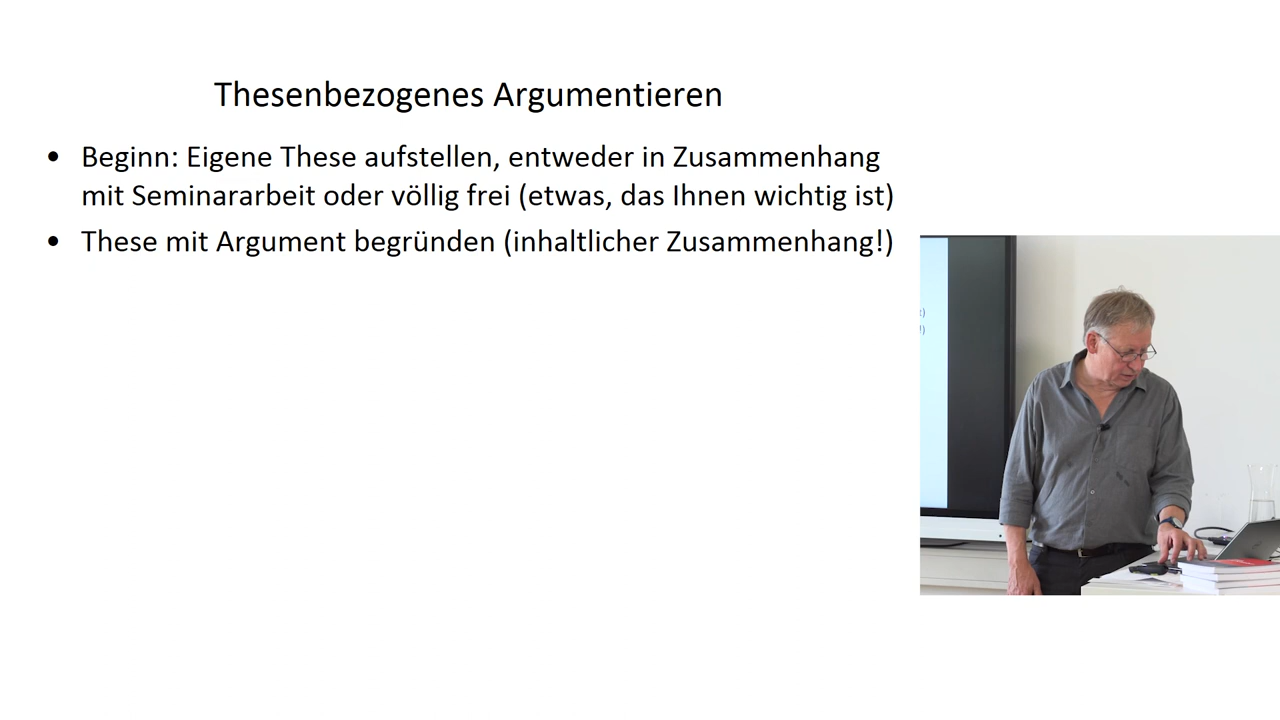 Thesenbezogenes Argumentieren
• Beginn: Eigene These aufstellen, entweder in Zusammenhang
mit Seminararbeit oder völlig frei (etwas, das Ihnen wichtig ist)
• These mit Argument begründen (inhaltlicher Zusammenhang!)